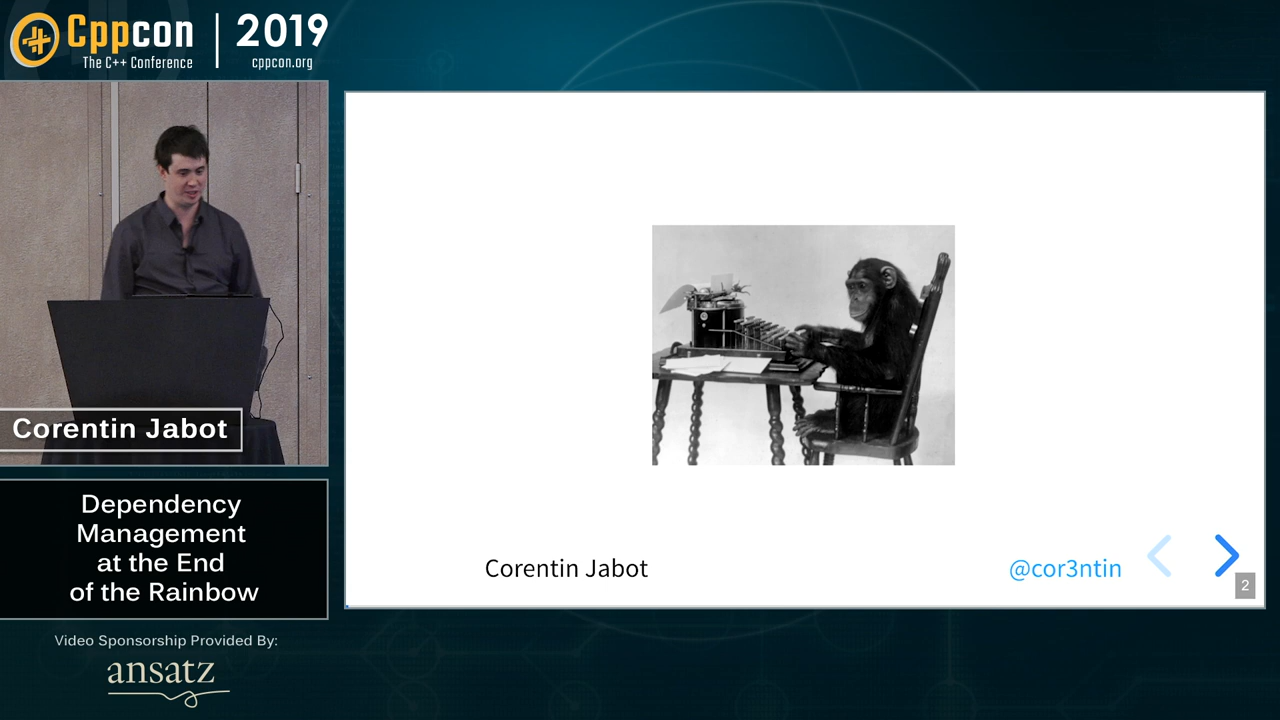 Cppcon
The C++ Conference
2019
cppcon.org
Corentin Jabot
Dependency
Management
at the End
of the Rainbow
Video Sponsorship Provided By:
ansatz
Corentin Jabot
@cor3ntin
2